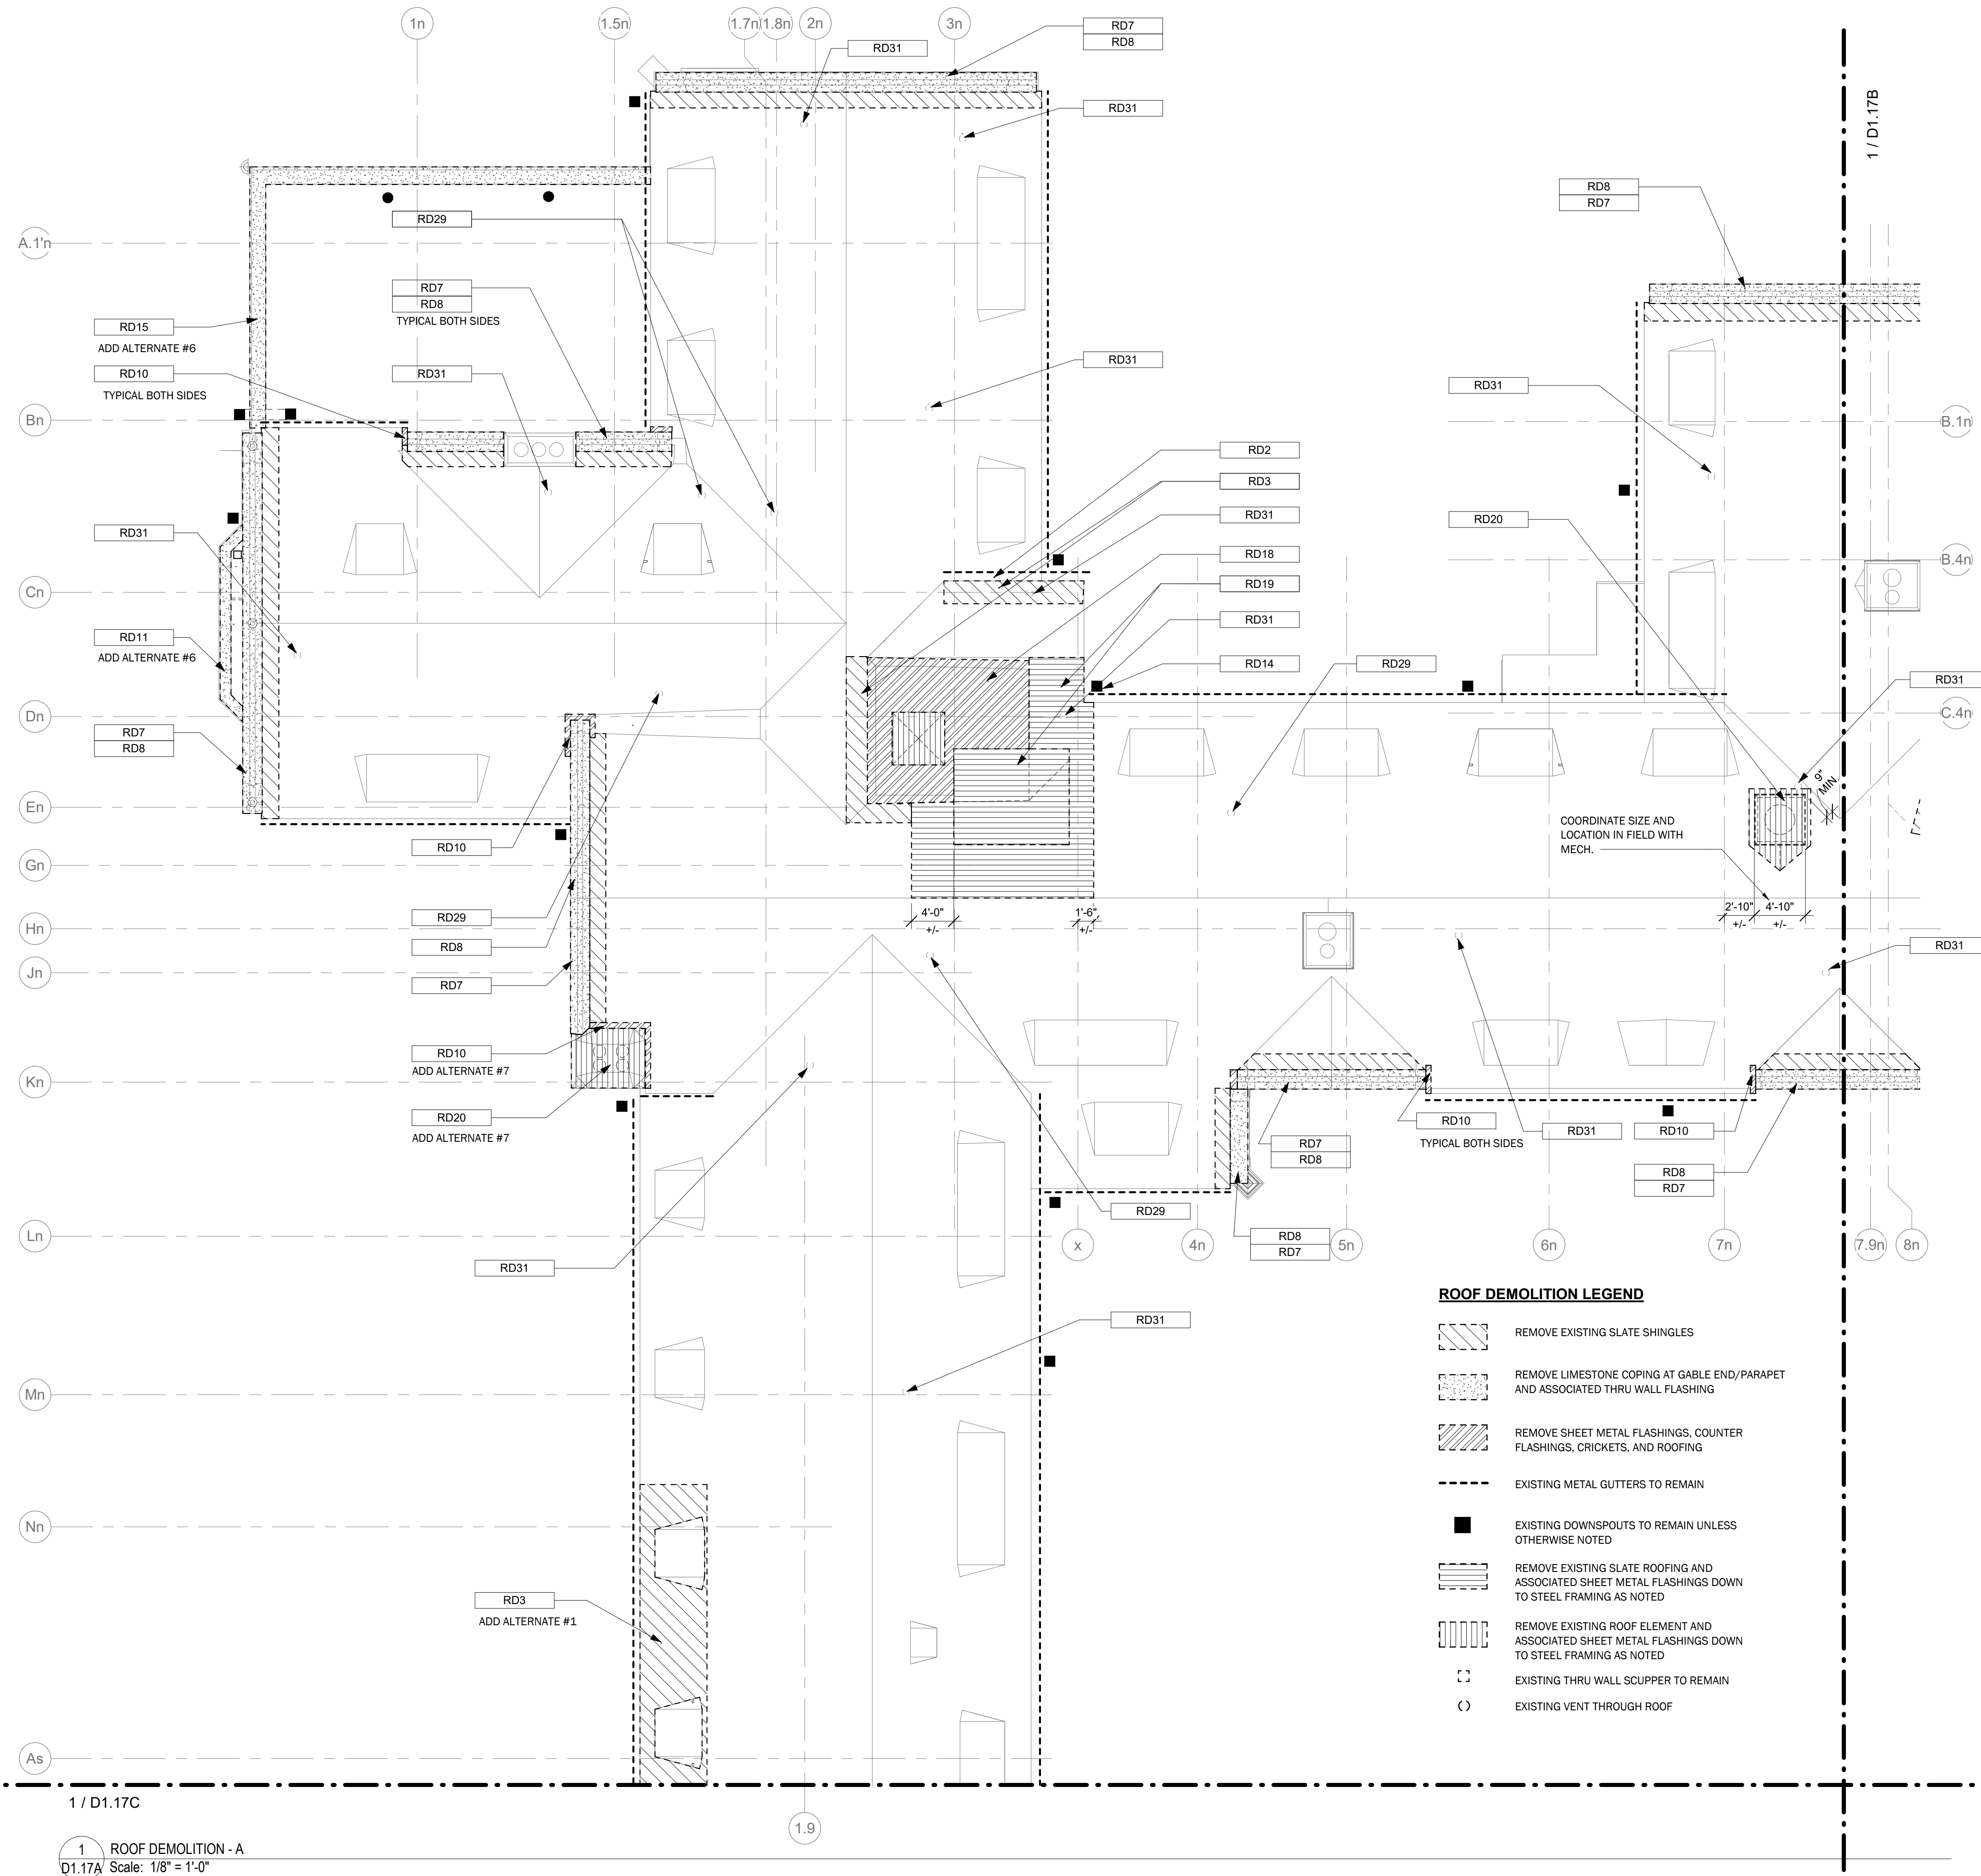 1n
1.5n
1.7n
1.8n
2n
3n
RD7
RD8
RD31
RD31
1 / D1.17B
RD8
RD7
RD29
A.1'n
RD7
RD8
TYPICAL BOTH SIDES
RD15
ADD ALTERNATE #6
RD10
TYPICAL BOTH SIDES
RD31
RD31
RD31
Bn
B.1n
RD2
RD3
RD31
RD18
RD19
RD31
RD14
RD29
RD20
RD31
B.4n
Cn
RD11
ADD ALTERNATE #6
RD31
Dn
C.4n
RD7
RD8
9"
MIN.
En
COORDINATE SIZE AND
LOCATION IN FIELD WITH
MECH.
RD10
Gn
RD29
RD8
Hn
4'-0"
+/-
1'-6"
+/-
2'-10"
+/-
4'-10"
+/-
RD31
Jn
RD7
RD10
ADD ALTERNATE #7
Kn
RD20
ADD ALTERNATE #7
RD7
RD8
RD10
TYPICAL BOTH SIDES
RD31
RD10
RD8
RD7
RD29
RD8
RD7
Ln
x
4n
5n
6n
7n
7.9n
8n
RD31
RD31
Mn
Nn
RD3
ADD ALTERNATE #1
As
ROOF DEMOLITION LEGEND
REMOVE EXISTING SLATE SHINGLES
REMOVE LIMESTONE COPING AT GABLE END/PARAPET
AND ASSOCIATED THRU WALL FLASHING
REMOVE SHEET METAL FLASHINGS, COUNTER
FLASHINGS, CRICKETS, AND ROOFING
EXISTING METAL GUTTERS TO REMAIN
EXISTING DOWNSPOUTS TO REMAIN UNLESS
OTHERWISE NOTED
REMOVE EXISTING SLATE ROOFING AND
ASSOCIATED SHEET METAL FLASHINGS DOWN
TO STEEL FRAMING AS NOTED
REMOVE EXISTING ROOF ELEMENT AND
ASSOCIATED SHEET METAL FLASHINGS DOWN
TO STEEL FRAMING AS NOTED
EXISTING THRU WALL SCUPPER TO REMAIN
EXISTING VENT THROUGH ROOF
1 / D1.17C
1.9
1
D1.17A
ROOF DEMOLITION - A
Scale: 1/8" = 1'-0"